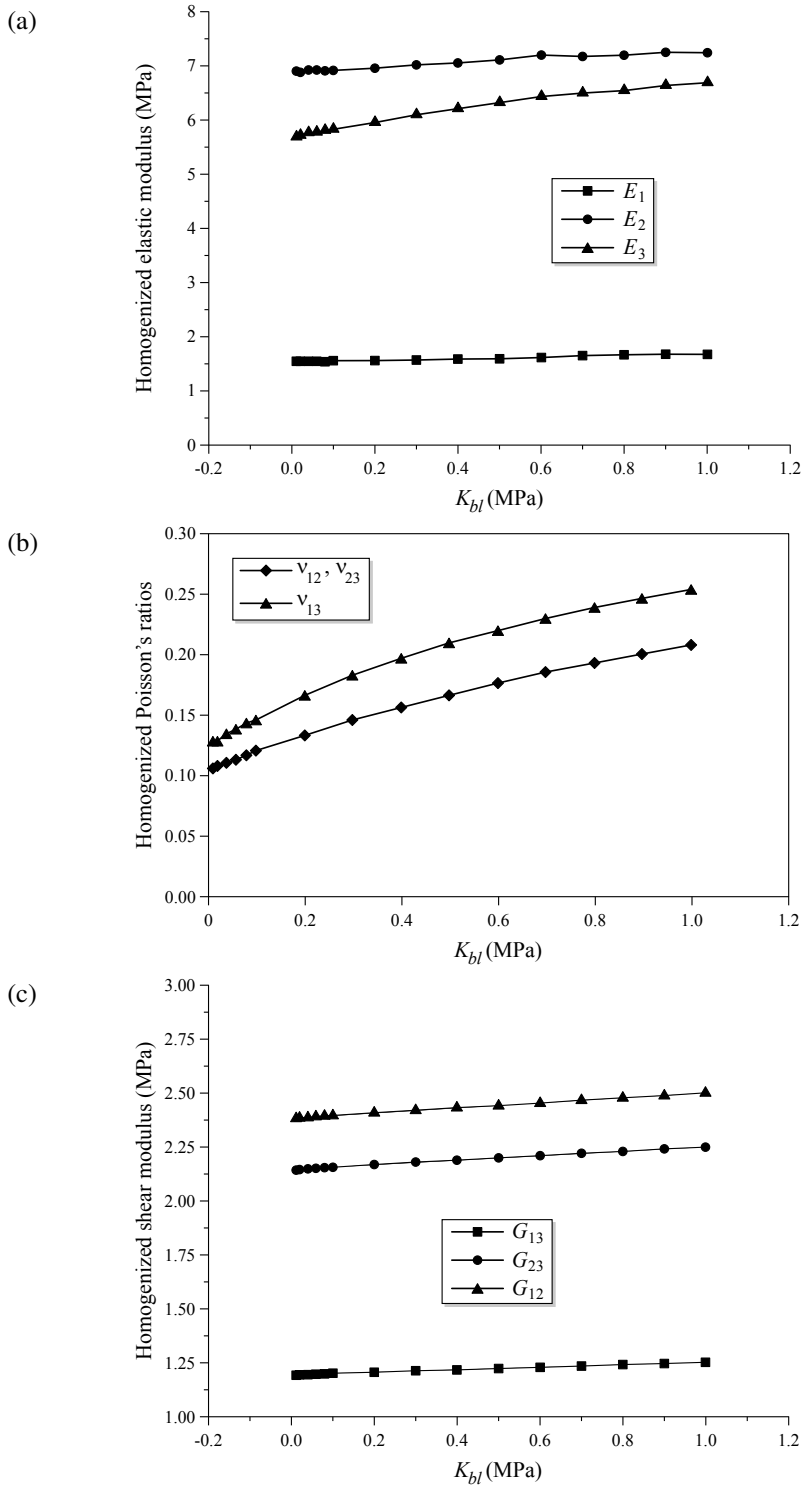 (a)
8
7
6
5
4
3
2
1
0
Homogenized elastic modulus (MPa)
E1
E2
E3
-0.2 0.0 0.2 0.4 0.6 0.8 1.0 1.2
Kbl (MPa)
(b)
0.30
0.25
0.20
0.15
0.10
0.05
0.00
Homogenized Poisson's ratios
ν12 , ν23
ν13
0 0.2 0.4 0.6 0.8 1.0 1.2
Kbl (MPa)
(c)
3.00
2.75
2.50
2.25
2.00
1.75
1.50
1.25
1.00
Homogenized shear modulus (MPa)
G13
G23
G12
-0.2 0.0 0.2 0.4 0.6 0.8 1.0 1.2
Kbl (MPa)